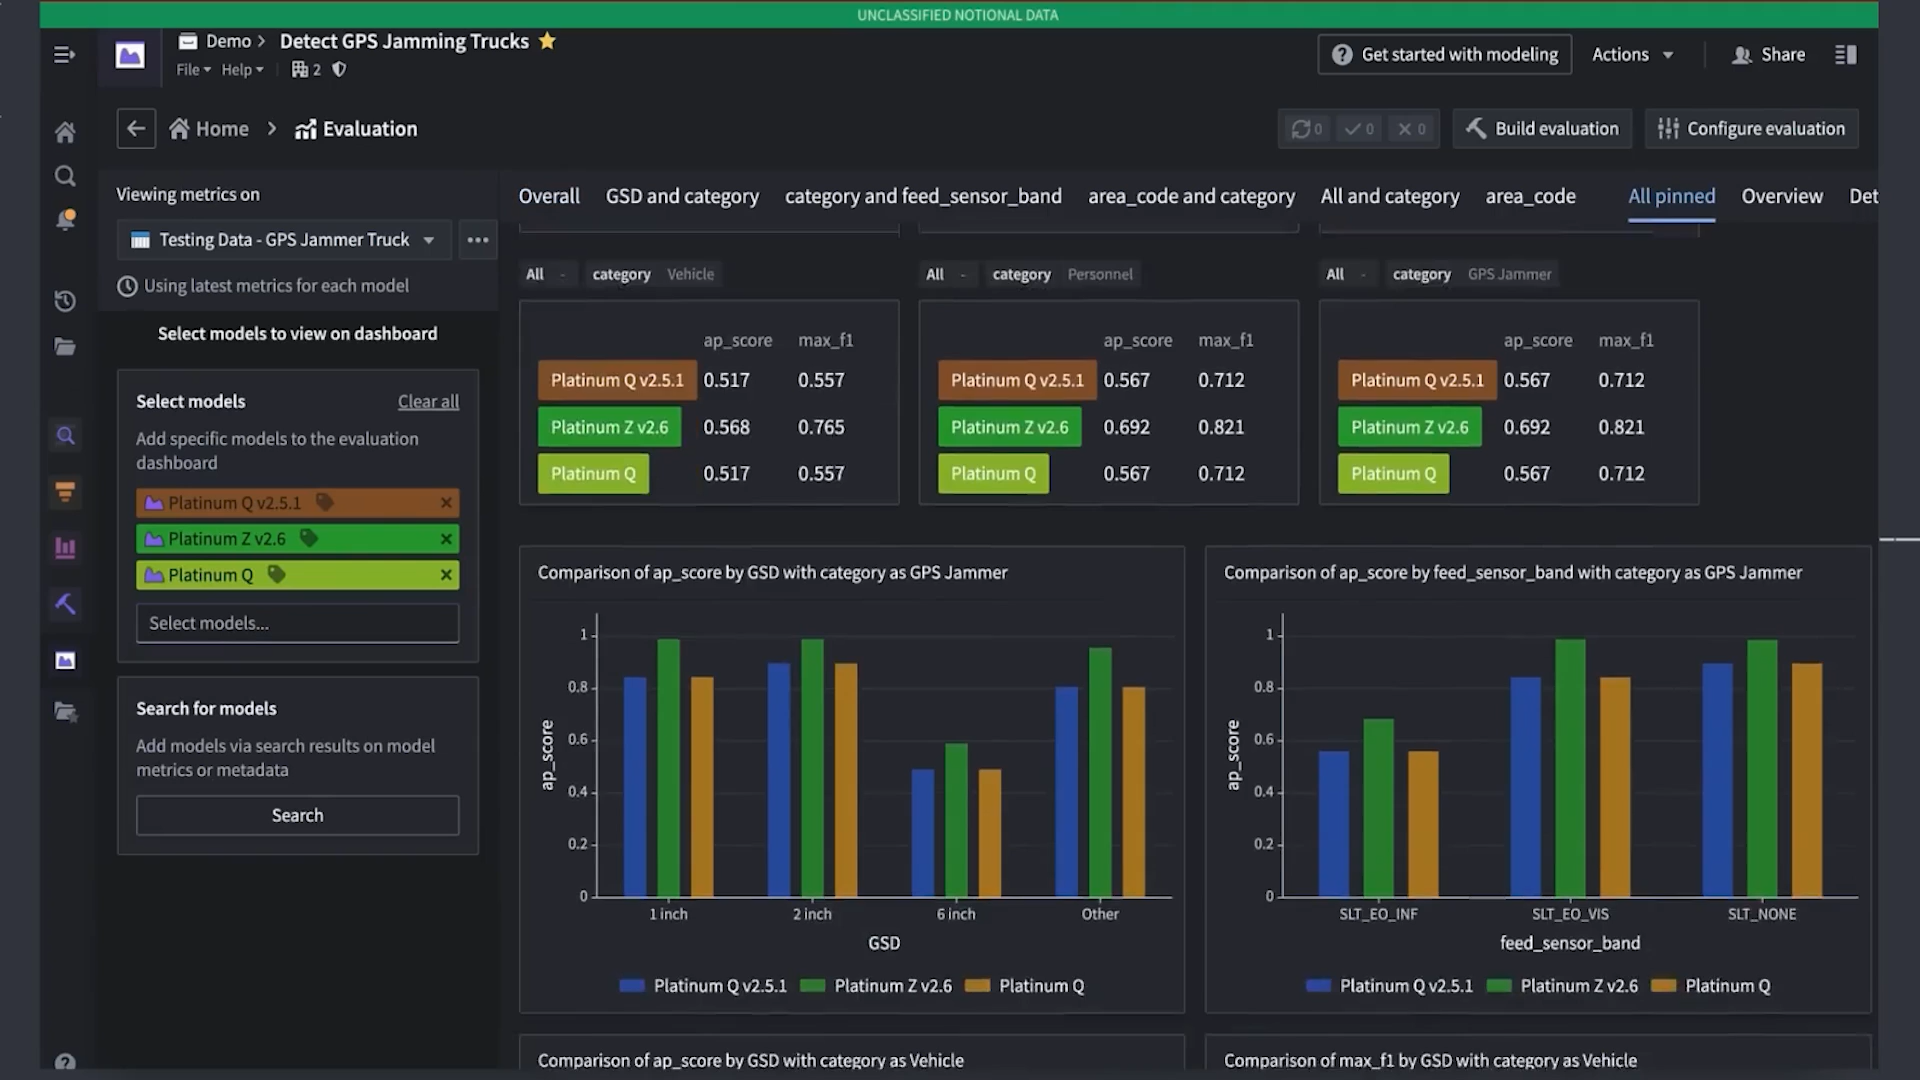 UNCLASSIFIED NOTIONAL DATA
Demo > Detect GPS Jamming Trucks
File Help 2
Get started with modeling
Actions
Share
Home > Evaluation
0 0 0
Build evaluation
Configure evaluation
Viewing metrics on
Testing Data - GPS Jammer Truck
Using latest metrics for each model
Select models to view on dashboard
Select models
Clear all
Add specific models to the evaluation
dashboard
Platinum Q v2.5.1
Platinum Z v2.6
Platinum Q
Select models...
Search for models
Add models via search results on model
metrics or metadata
Search
Overall GSD and category category and feed_sensor_band area_code and category All and category area_code All pinned Overview Det
All - category Vehicle
ap_score max_f1
Platinum Q v2.5.1 0.517 0.557
Platinum Z v2.6 0.568 0.765
Platinum Q 0.517 0.557
All - category Personnel
ap_score max_f1
Platinum Q v2.5.1 0.567 0.712
Platinum Z v2.6 0.692 0.821
Platinum Q 0.567 0.712
All - category GPS Jammer
ap_score max_f1
Platinum Q v2.5.1 0.567 0.712
Platinum Z v2.6 0.692 0.821
Platinum Q 0.567 0.712
Comparison of ap_score by GSD with category as GPS Jammer
ap_score
1
0.8
0.6
0.4
0.2
0
1 inch 2 inch 6 inch Other
GSD
Platinum Q v2.5.1 Platinum Z v2.6 Platinum Q
Comparison of ap_score by feed_sensor_band with category as GPS Jammer
ap_score
1
0.8
0.6
0.4
0.2
0
SLT_EO_INF SLT_EO_VIS SLT_NONE
feed_sensor_band
Platinum Q v2.5.1 Platinum Z v2.6 Platinum Q
Comparison of ap_score by GSD with category as Vehicle
Comparison of max_f1 by GSD with category as Vehicle